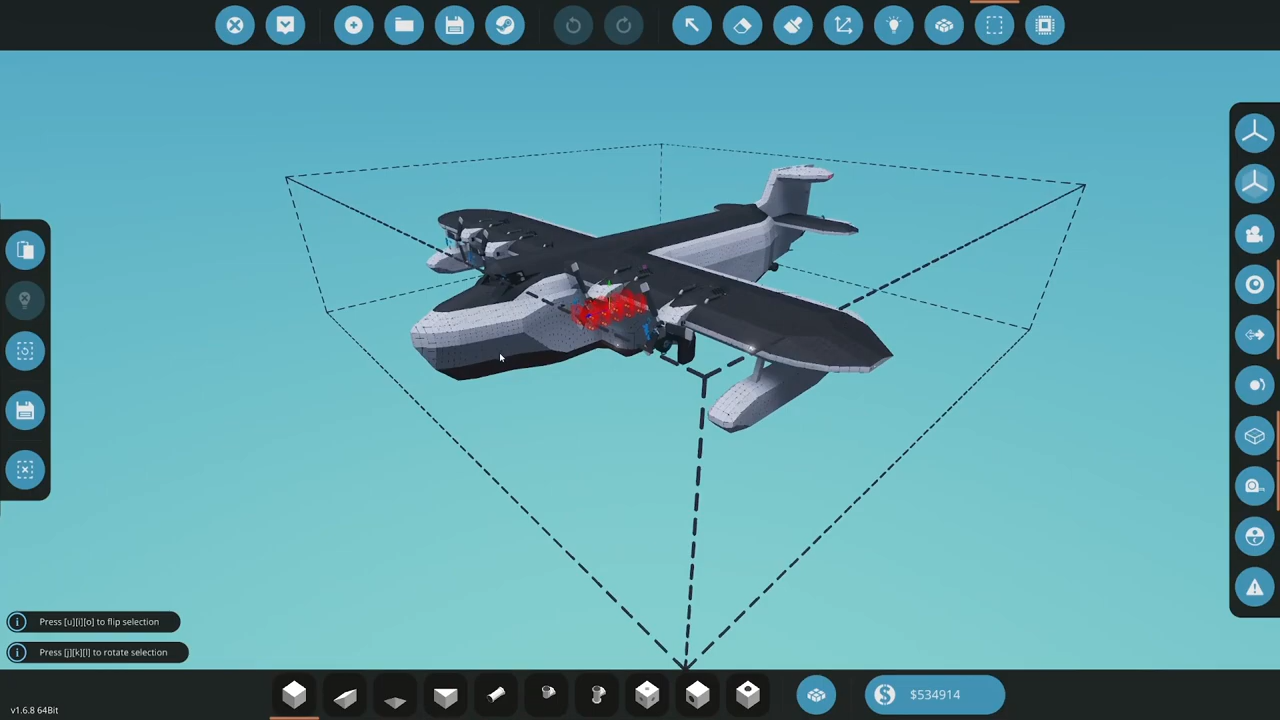 Press [u][i][o] to flip selection
Press [j][k][l] to rotate selection
$534914
v1.6.8 64Bit